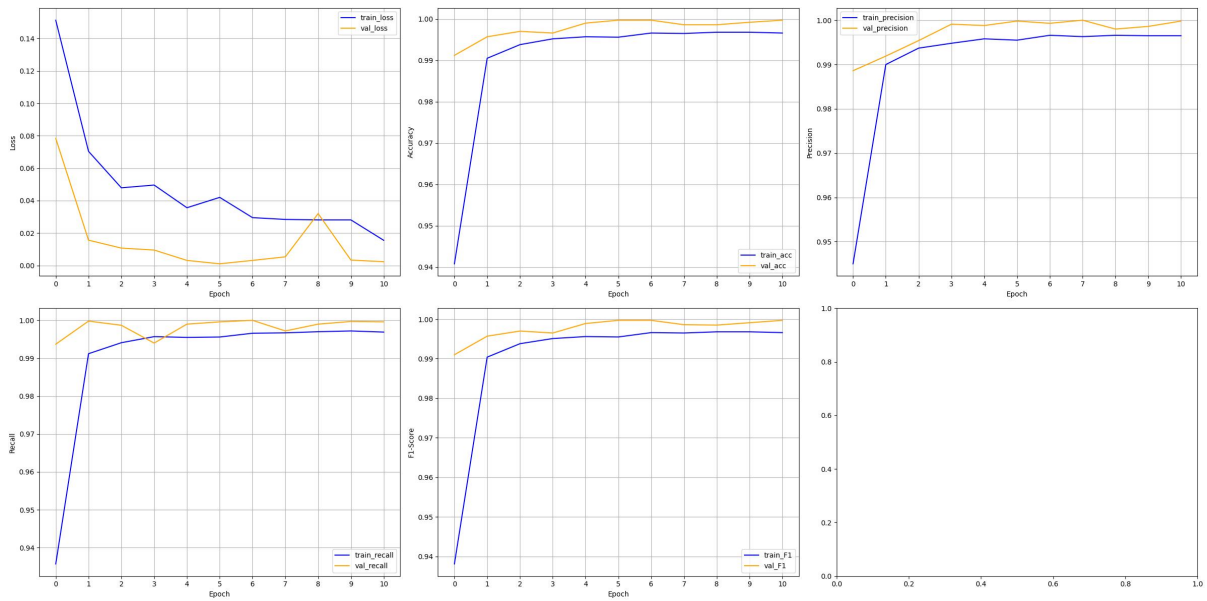 train_loss
val_loss
0.14
0.12
0.10
0.08
0.06
0.04
0.02
0.00
Loss
0 1 2 3 4 5 6 7 8 9 10
Epoch
1.00
0.99
0.98
0.97
0.96
0.95
0.94
Accuracy
train_acc
val_acc
0 1 2 3 4 5 6 7 8 9 10
Epoch
train_precision
val_precision
1.00
0.99
0.98
0.97
0.96
0.95
Precision
0 1 2 3 4 5 6 7 8 9 10
Epoch
1.00
0.99
0.98
0.97
0.96
0.95
0.94
Recall
train_recall
val_recall
0 1 2 3 4 5 6 7 8 9 10
Epoch
1.00
0.99
0.98
0.97
0.96
0.95
0.94
F1-Score
train_F1
val_F1
0 1 2 3 4 5 6 7 8 9 10
Epoch
1.0
0.8
0.6
0.4
0.2
0.0
0.0 0.2 0.4 0.6 0.8 1.0